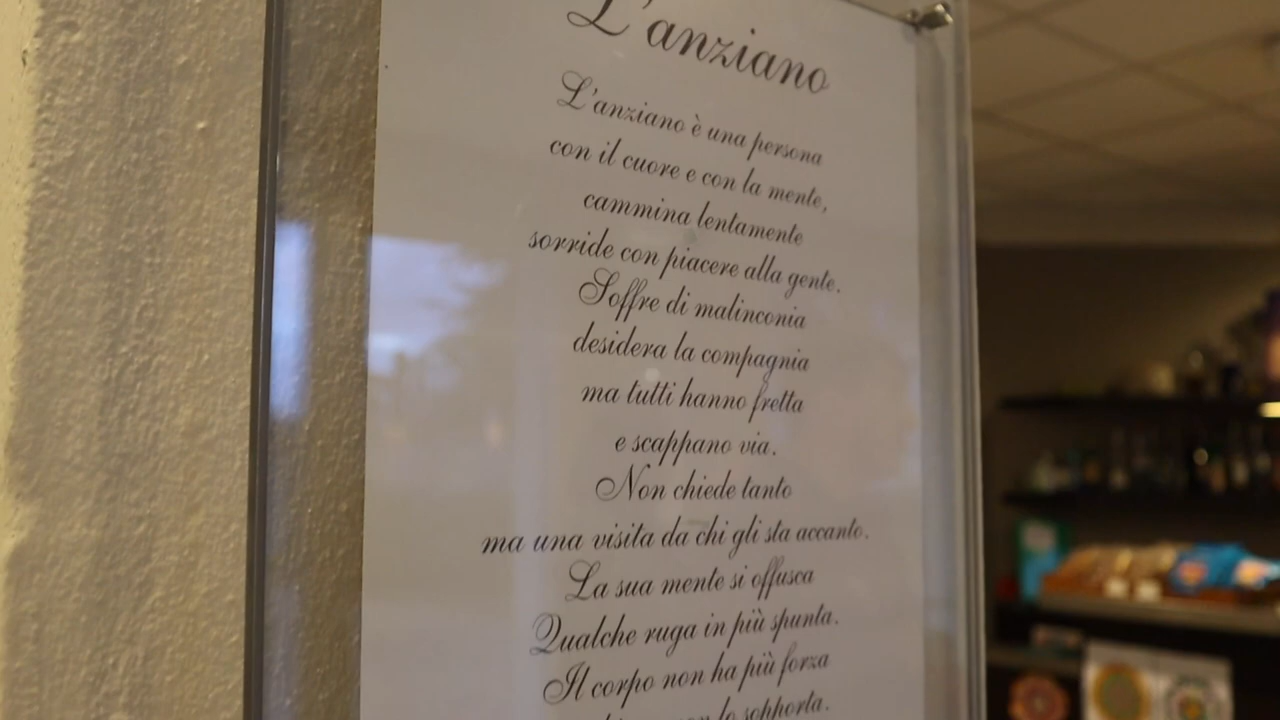 L'anziano
L'anziano è una persona
con il cuore e con la mente,
cammina lentamente
sorride con piacere alla gente.
Soffre di malinconia
desidera la compagnia
ma tutti hanno fretta
e scappano via.
Non chiede tanto
ma una visita da chi gli sta accanto.
La sua mente si offusca
Qualche ruga in più spunta.
Il corpo non ha più forza
lo sopporta.